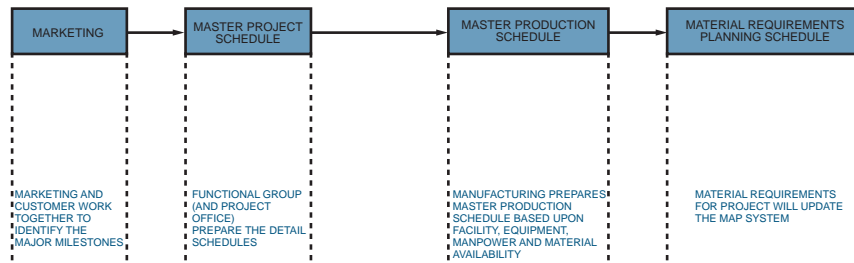 MARKETING
MASTER PROJECT
SCHEDULE
MASTER PRODUCTION
SCHEDULE
MATERIAL REQUIREMENTS
PLANNING SCHEDULE
MARKETING AND
CUSTOMER WORK
TOGETHER TO
IDENTIFY THE
MAJOR MILESTONES
FUNCTIONAL GROUP
(AND PROJECT
OFFICE)
PREPARE THE DETAIL
SCHEDULES
MANUFACTURING PREPARES
MASTER PRODUCTION
SCHEDULE BASED UPON
FACILITY, EQUIPMENT,
MANPOWER AND MATERIAL
AVAILABILITY
MATERIAL REQUIREMENTS
FOR PROJECT WILL UPDATE
THE MAP SYSTEM